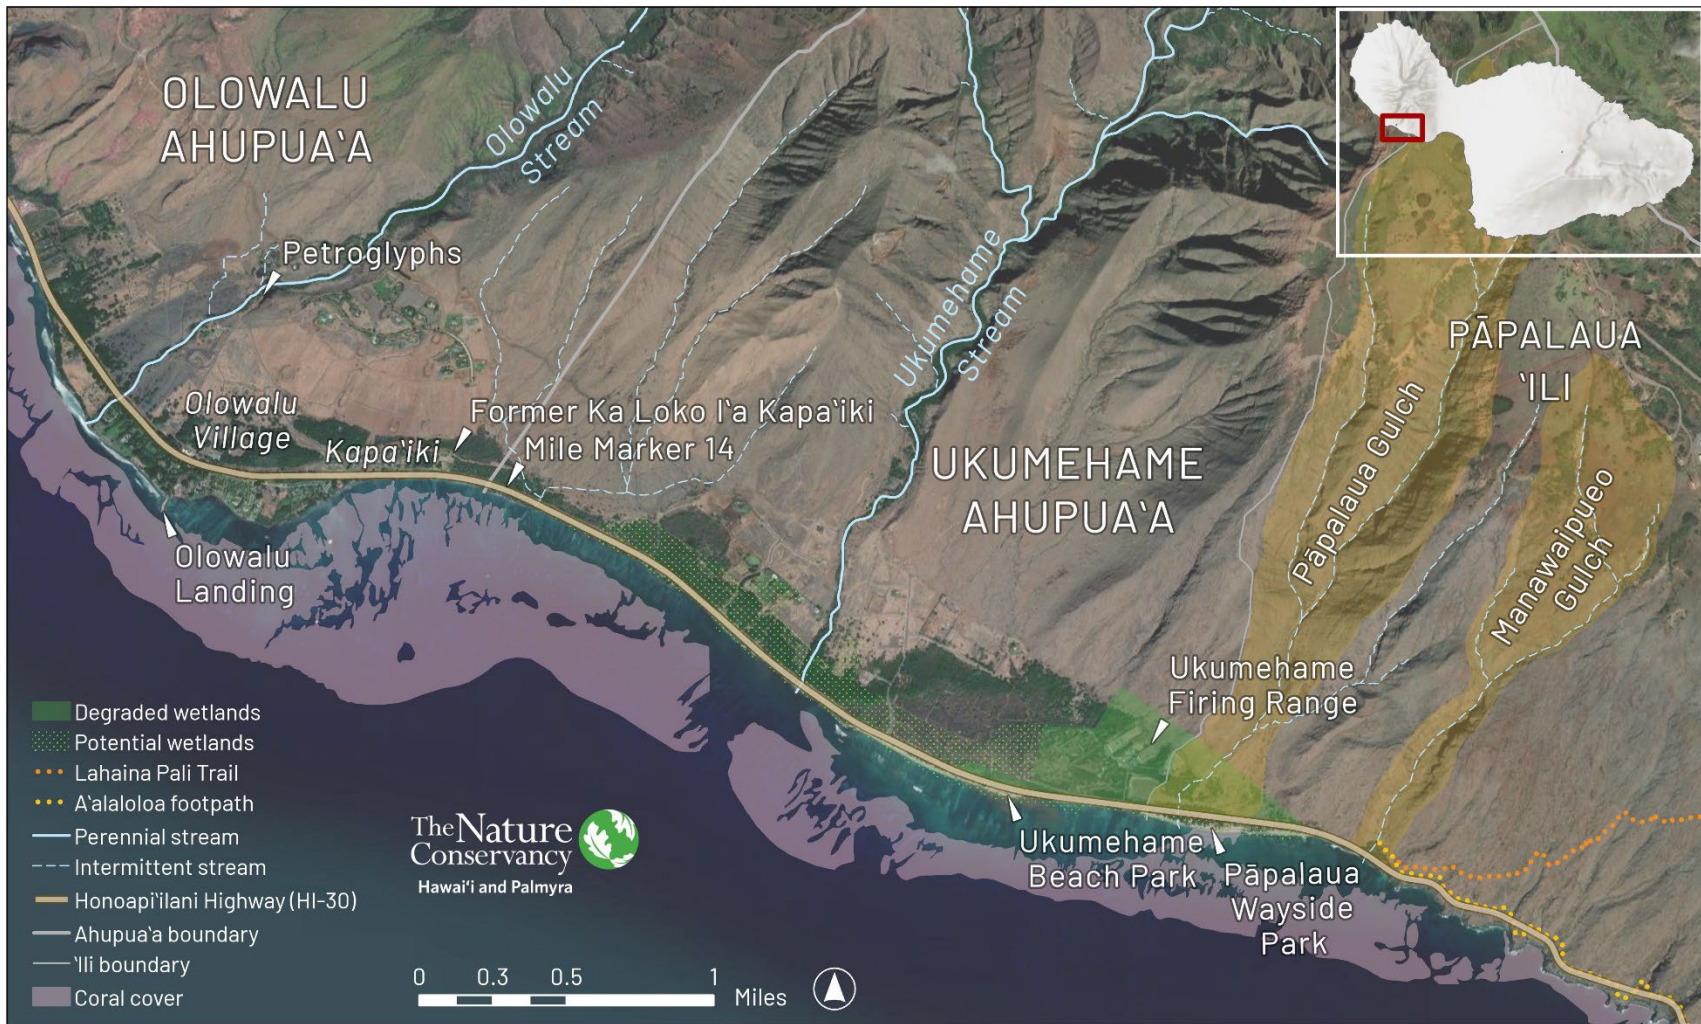 OLOWALU
AHUPUA‘A
Olowalu
Stream
Petroglyphs
Ukumehame
Stream
PĀPALAUA
‘ILI
Olowalu
Village
Kapa‘iki
Former Ka Loko I‘a Kapa‘iki
Mile Marker 14
UKUMEHAME
AHUPUA‘A
Pāpalaua Gulch
Manawaipueo
Gulch
Olowalu
Landing
Ukumehame
Firing Range
Ukumehame
Beach Park
Pāpalaua
Wayside
Park
Degraded wetlands
Potential wetlands
Lahaina Pali Trail
A‘alaloloa footpath
Perennial stream
Intermittent stream
Honoapi‘ilani Highway (HI-30)
Ahupua‘a boundary
‘Ili boundary
Coral cover
The Nature
Conservancy
Hawai‘i and Palmyra
0 0.3 0.5 1
Miles